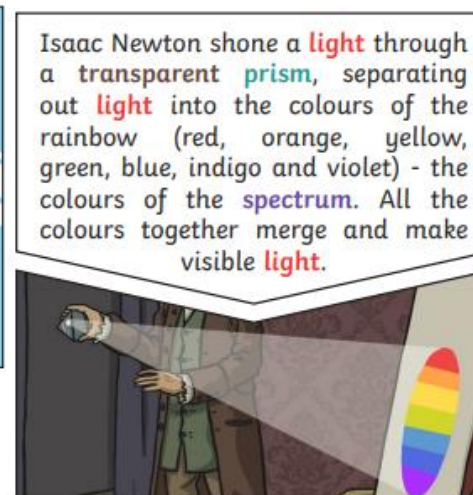 Isaac Newton shone a light through
a transparent prism, separating
out light into the colours of the
rainbow (red, orange, yellow,
green, blue, indigo and violet) - the
colours of the spectrum. All the
colours together merge and make
visible light.